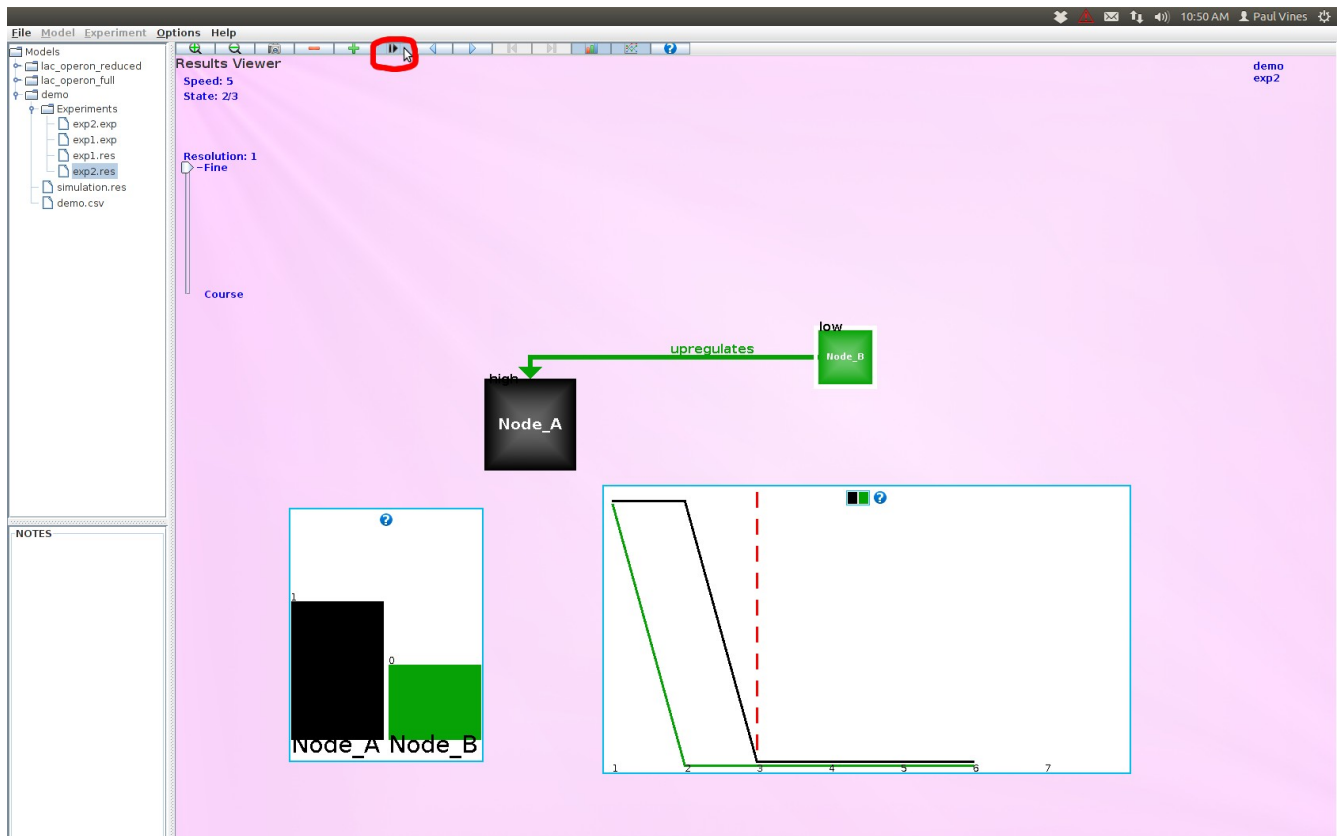 10:50 AM Paul Vines
File Model Experiment Options Help
Models
lac_operon_reduced
lac_operon_full
demo
Experiments
exp2.exp
exp1.exp
exp1.res
exp2.res
simulation.res
demo.csv
NOTES
Results Viewer
Speed: 5
State: 2/3
demo
exp2
Resolution: 1
Fine
Course
low
upregulates
Node_B
high
Node_A
1
0
Node_A Node_B
1 2 3 4 5 6 7